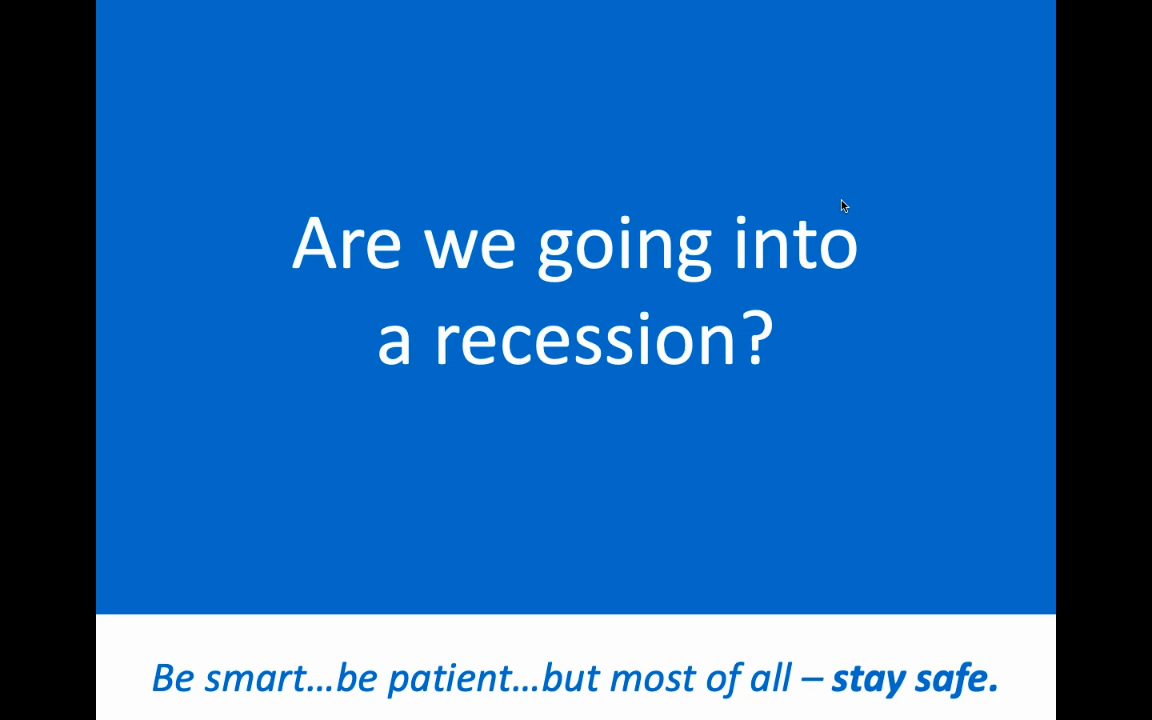 Are we going into
a recession?
Be smart...be patient...but most of all – stay safe.